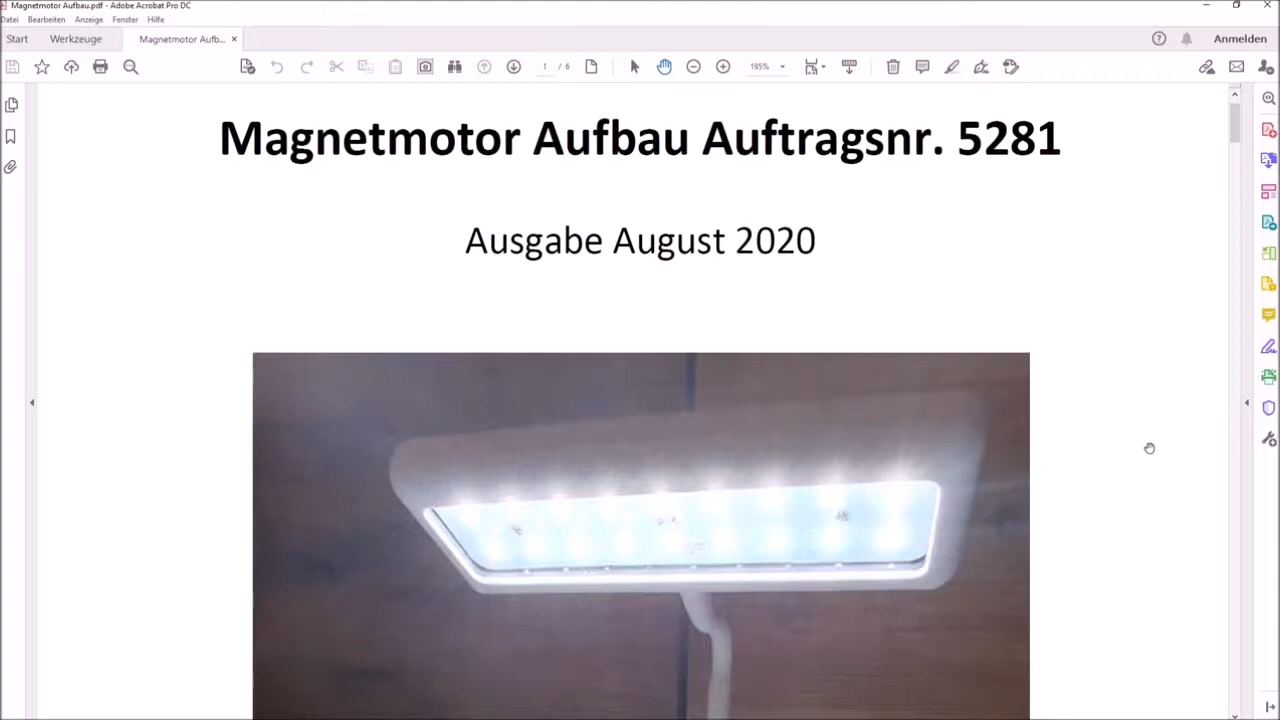 Magnetmotor Aufbau.pdf - Adobe Acrobat Pro DC
Datei Bearbeiten Anzeige Fenster Hilfe
Start Werkzeuge Magnetmotor Aufb... × Anmelden
1 / 6 195%
Magnetmotor Aufbau Auftragsnr. 5281
Ausgabe August 2020